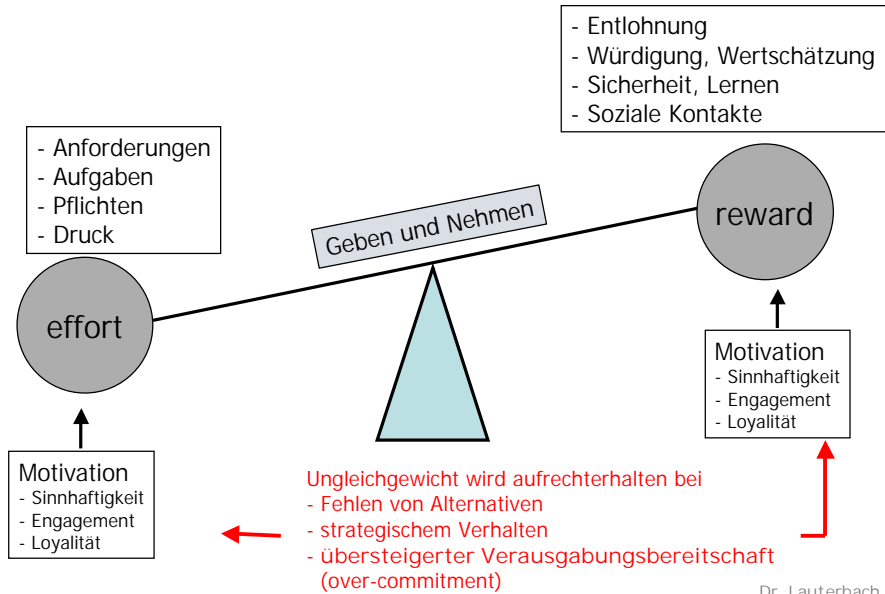 - Entlohnung
- Würdigung, Wertschätzung
- Sicherheit, Lernen
- Soziale Kontakte
- Anforderungen
- Aufgaben
- Pflichten
- Druck
Geben und Nehmen
reward
effort
Motivation
- Sinnhaftigkeit
- Engagement
- Loyalität
Motivation
- Sinnhaftigkeit
- Engagement
- Loyalität
Ungleichgewicht wird aufrechterhalten bei
- Fehlen von Alternativen
- strategischem Verhalten
- übersteigerter Verausgabungsbereitschaft
(over-commitment)
Dr. Lauterbach